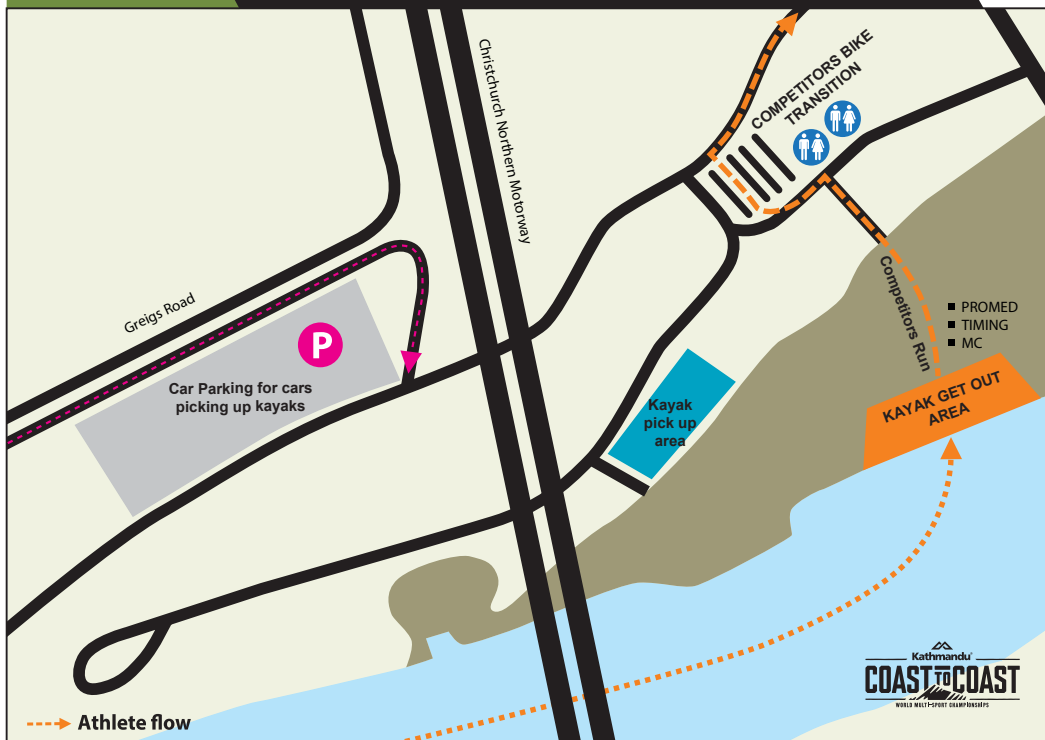 Christchurch Northern Motorway
COMPETITORS BIKE
TRANSITION
Greigs Road
P
Car Parking for cars
picking up kayaks
Kayak
pick up
area
Competitors Run
PROMED
TIMING
MC
KAYAK GET OUT
AREA
Athlete flow
Kathmandu®
COAST TO COAST
WORLD MULTI-SPORT CHAMPIONSHIPS